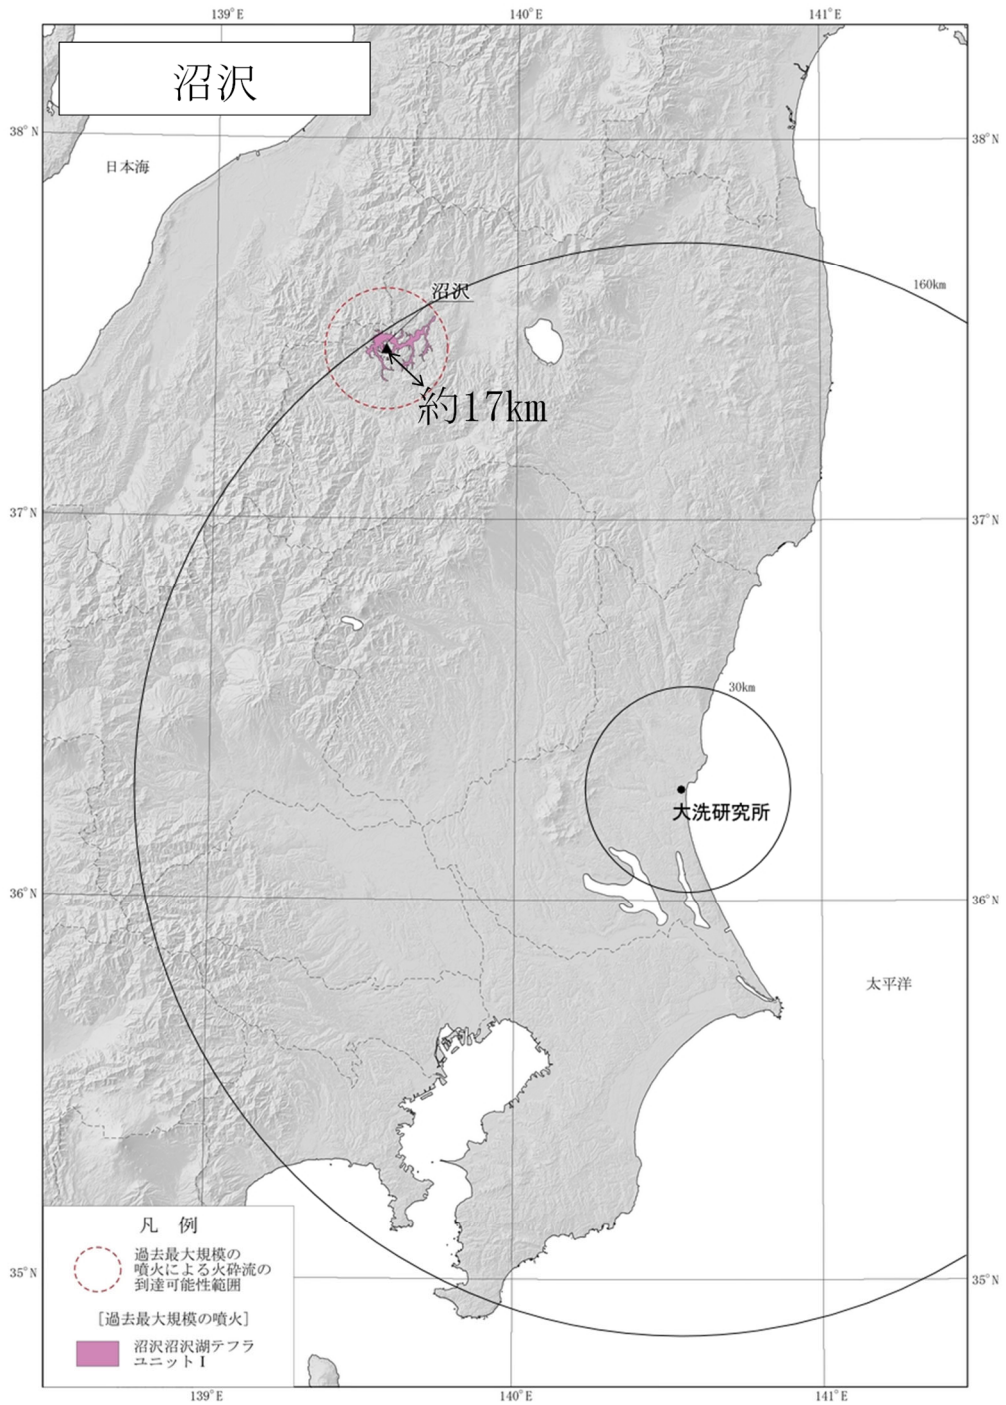 139°E
140°E
141°E
沼沢
38°N
38°N
日本海
160km
沼沢
約17km
37°N
37°N
30km
大洗研究所
36°N
36°N
太平洋
凡 例
過去最大規模の
噴火による火砕流の
到達可能性範囲
[過去最大規模の噴火]
沼沢沼沢湖テフラ
ユニットⅠ
35°N
35°N
139°E
140°E
141°E